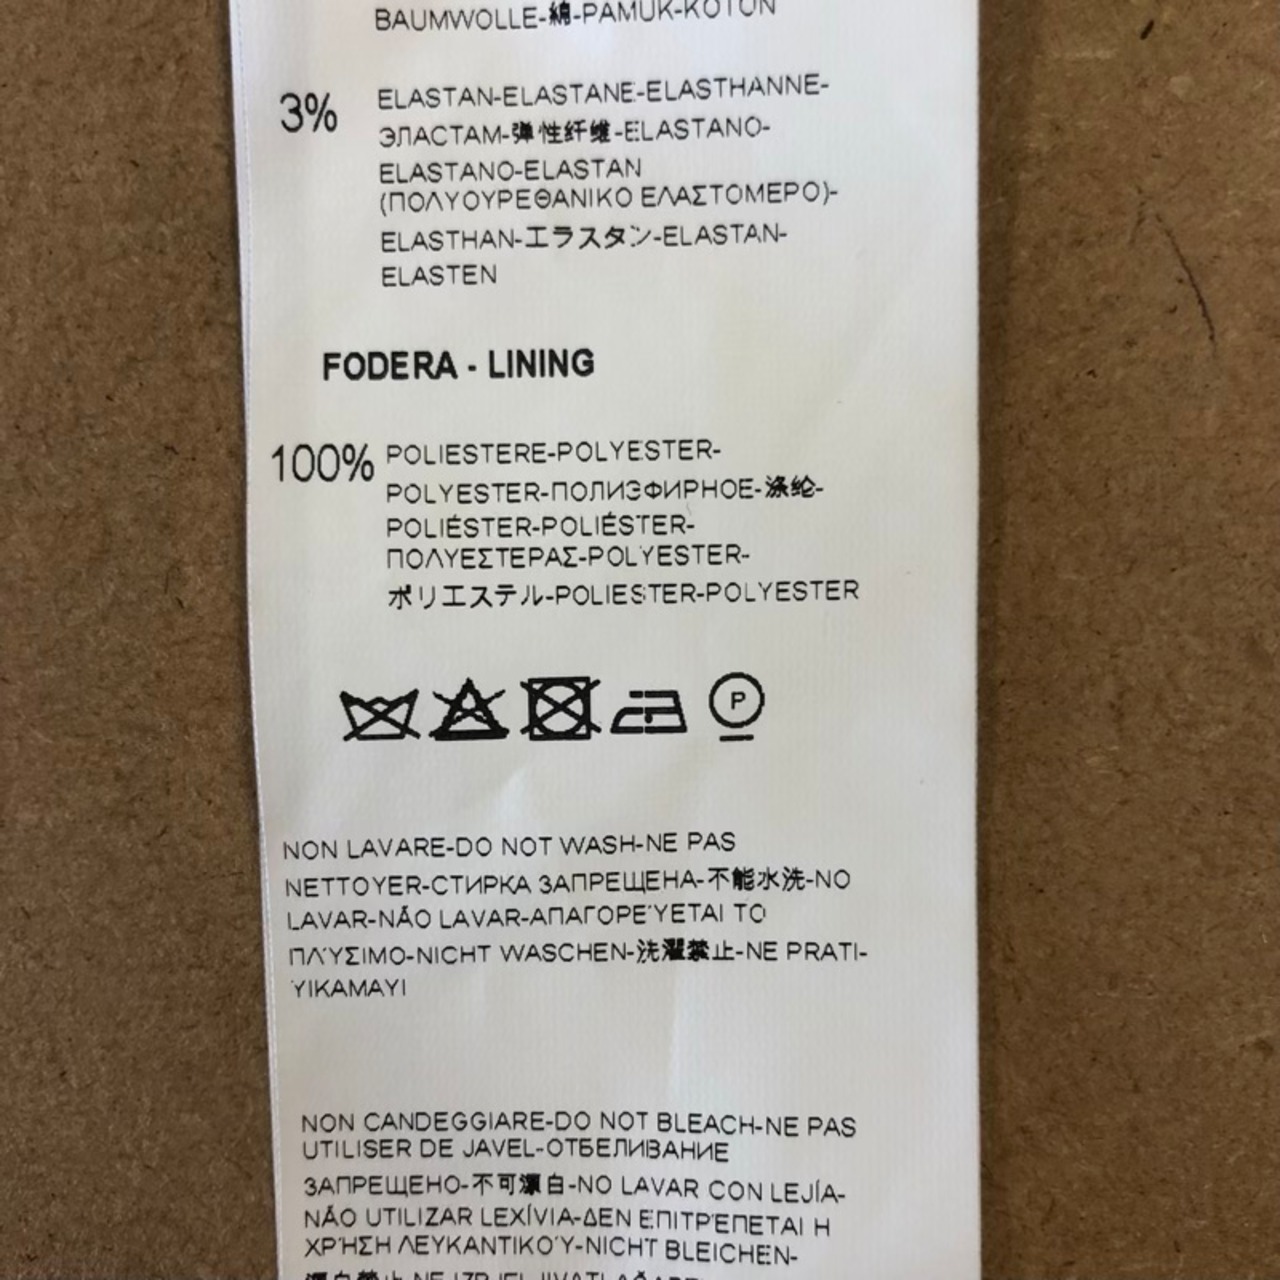 BAUMWOLLE-綿-PAMUK-KOTON
3% ELASTAN-ELASTANE-ELASTHANNE-
ЭЛАСТАМ-弹性纤维-ELASTANO-
ELASTANO-ELASTAN
(ΠΟΛΥΟΥΡΕΘΑΝΙΚΟ ΕΛΑΣΤΟΜΕΡΟ)-
ELASTHAN-エラスタン-ELASTAN-
ELASTEN
FODERA - LINING
100% POLIESTERE-POLYESTER-
POLYESTER-ПОЛИЭФИРНОЕ-涤纶-
POLIÉSTER-POLIÉSTER-
ΠΟΛΥΕΣΤΕΡΑΣ-POLYESTER-
ポリエステル-POLIESTER-POLYESTER
P
NON LAVARE-DO NOT WASH-NE PAS
NETTOYER-СТИРКА ЗАПРЕЩЕНА-不能水洗-NO
LAVAR-NÃO LAVAR-ΑΠΑΓΟΡΕΎΕΤΑΙ ΤΟ
ΠΛΎΣΙΜΟ-NICHT WASCHEN-洗濯禁止-NE PRATI-
YIKAMAYI
NON CANDEGGIARE-DO NOT BLEACH-NE PAS
UTILISER DE JAVEL-ОТБЕЛИВАНИЕ
ЗАПРЕЩЕНО-不可漂白-NO LAVAR CON LEJÍA-
NÃO UTILIZAR LEXÍVIA-ΔΕΝ ΕΠΙΤΡΈΠΕΤΑΙ Η
ΧΡΉΣΗ ΛΕΥΚΑΝΤΙΚΟΎ-NICHT BLEICHEN-
漂白禁止-NE